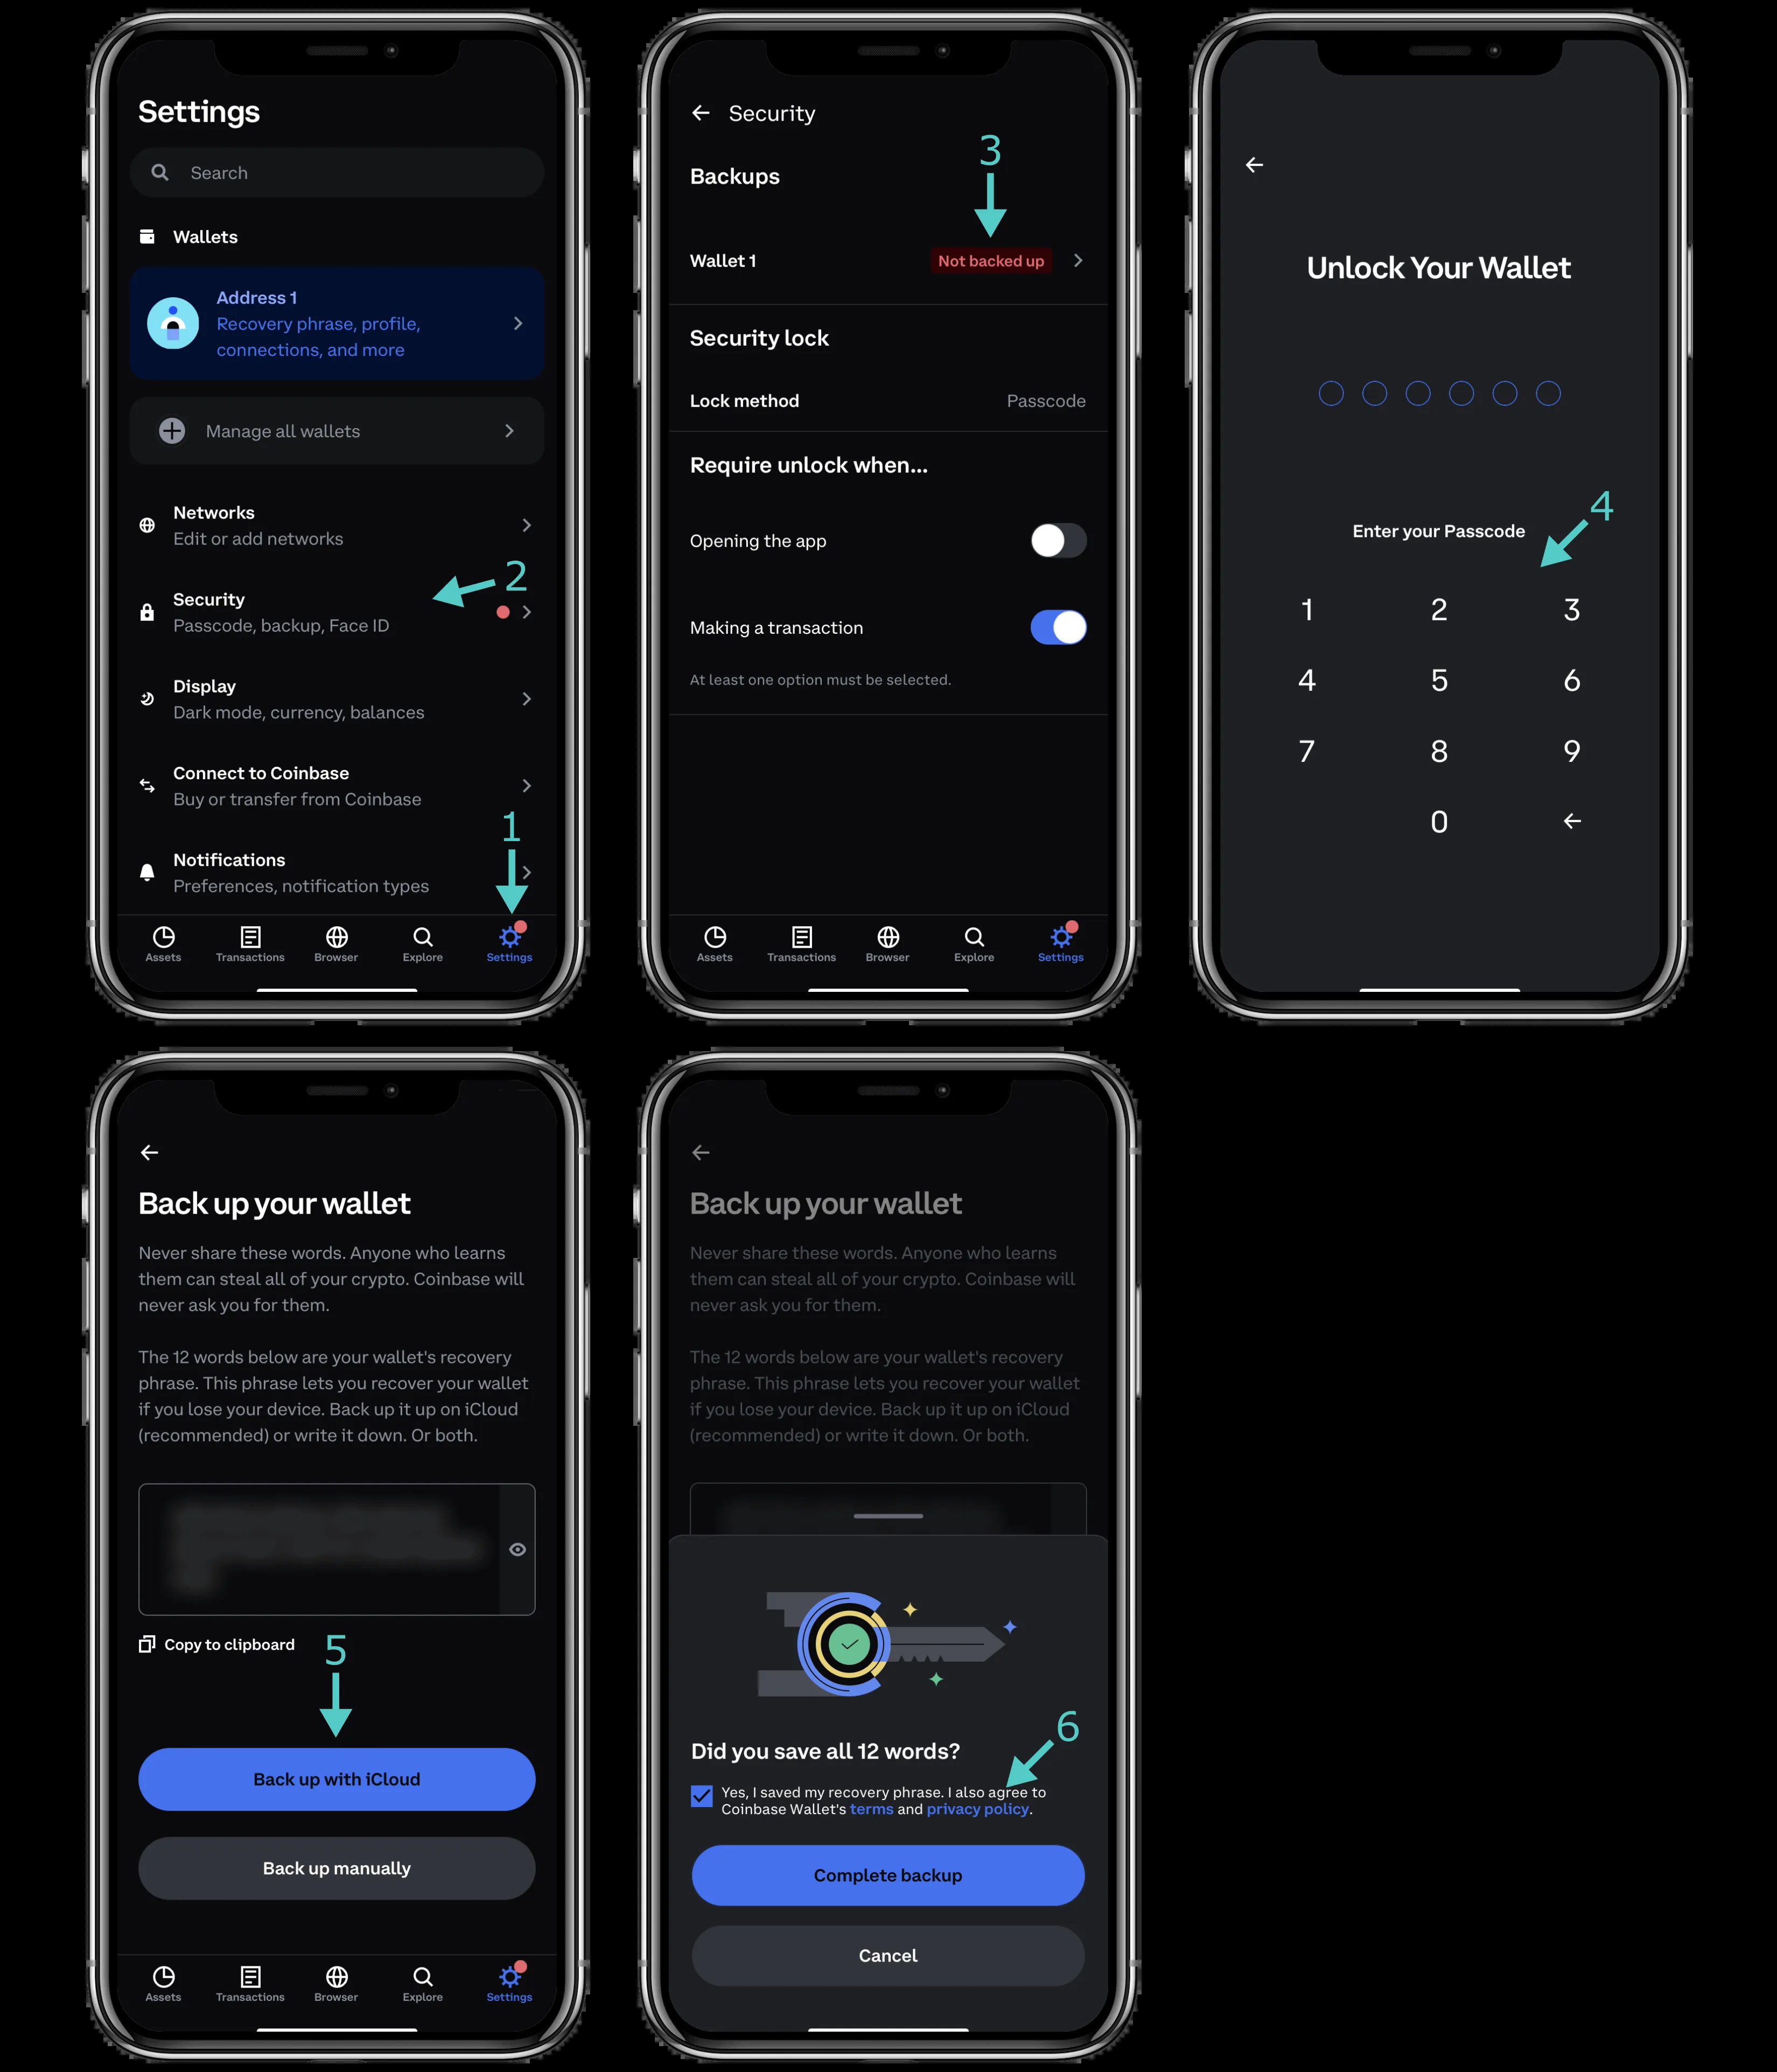 Settings
Search
Wallets
Address 1
Recovery phrase, profile,
connections, and more
Manage all wallets
Networks
Edit or add networks
2
Security
Passcode, backup, Face ID
Display
Dark mode, currency, balances
Connect to Coinbase
Buy or transfer from Coinbase
1
Notifications
Preferences, notification types
Assets Transactions Browser Explore Settings
Security
3
Backups
Wallet 1 Not backed up
Security lock
Lock method Passcode
Require unlock when...
Opening the app
Making a transaction
At least one option must be selected.
Assets Transactions Browser Explore Settings
Unlock Your Wallet
4
Enter your Passcode
1 2 3
4 5 6
7 8 9
0
Back up your wallet
Never share these words. Anyone who learns
them can steal all of your crypto. Coinbase will
never ask you for them.
The 12 words below are your wallet's recovery
phrase. This phrase lets you recover your wallet
if you lose your device. Back up it up on iCloud
(recommended) or write it down. Or both.
Copy to clipboard
5
Back up with iCloud
Back up manually
Assets Transactions Browser Explore Settings
Back up your wallet
Never share these words. Anyone who learns
them can steal all of your crypto. Coinbase will
never ask you for them.
The 12 words below are your wallet's recovery
phrase. This phrase lets you recover your wallet
if you lose your device. Back up it up on iCloud
(recommended) or write it down. Or both.
6
Did you save all 12 words?
Yes, I saved my recovery phrase. I also agree to
Coinbase Wallet's terms and privacy policy.
Complete backup
Cancel